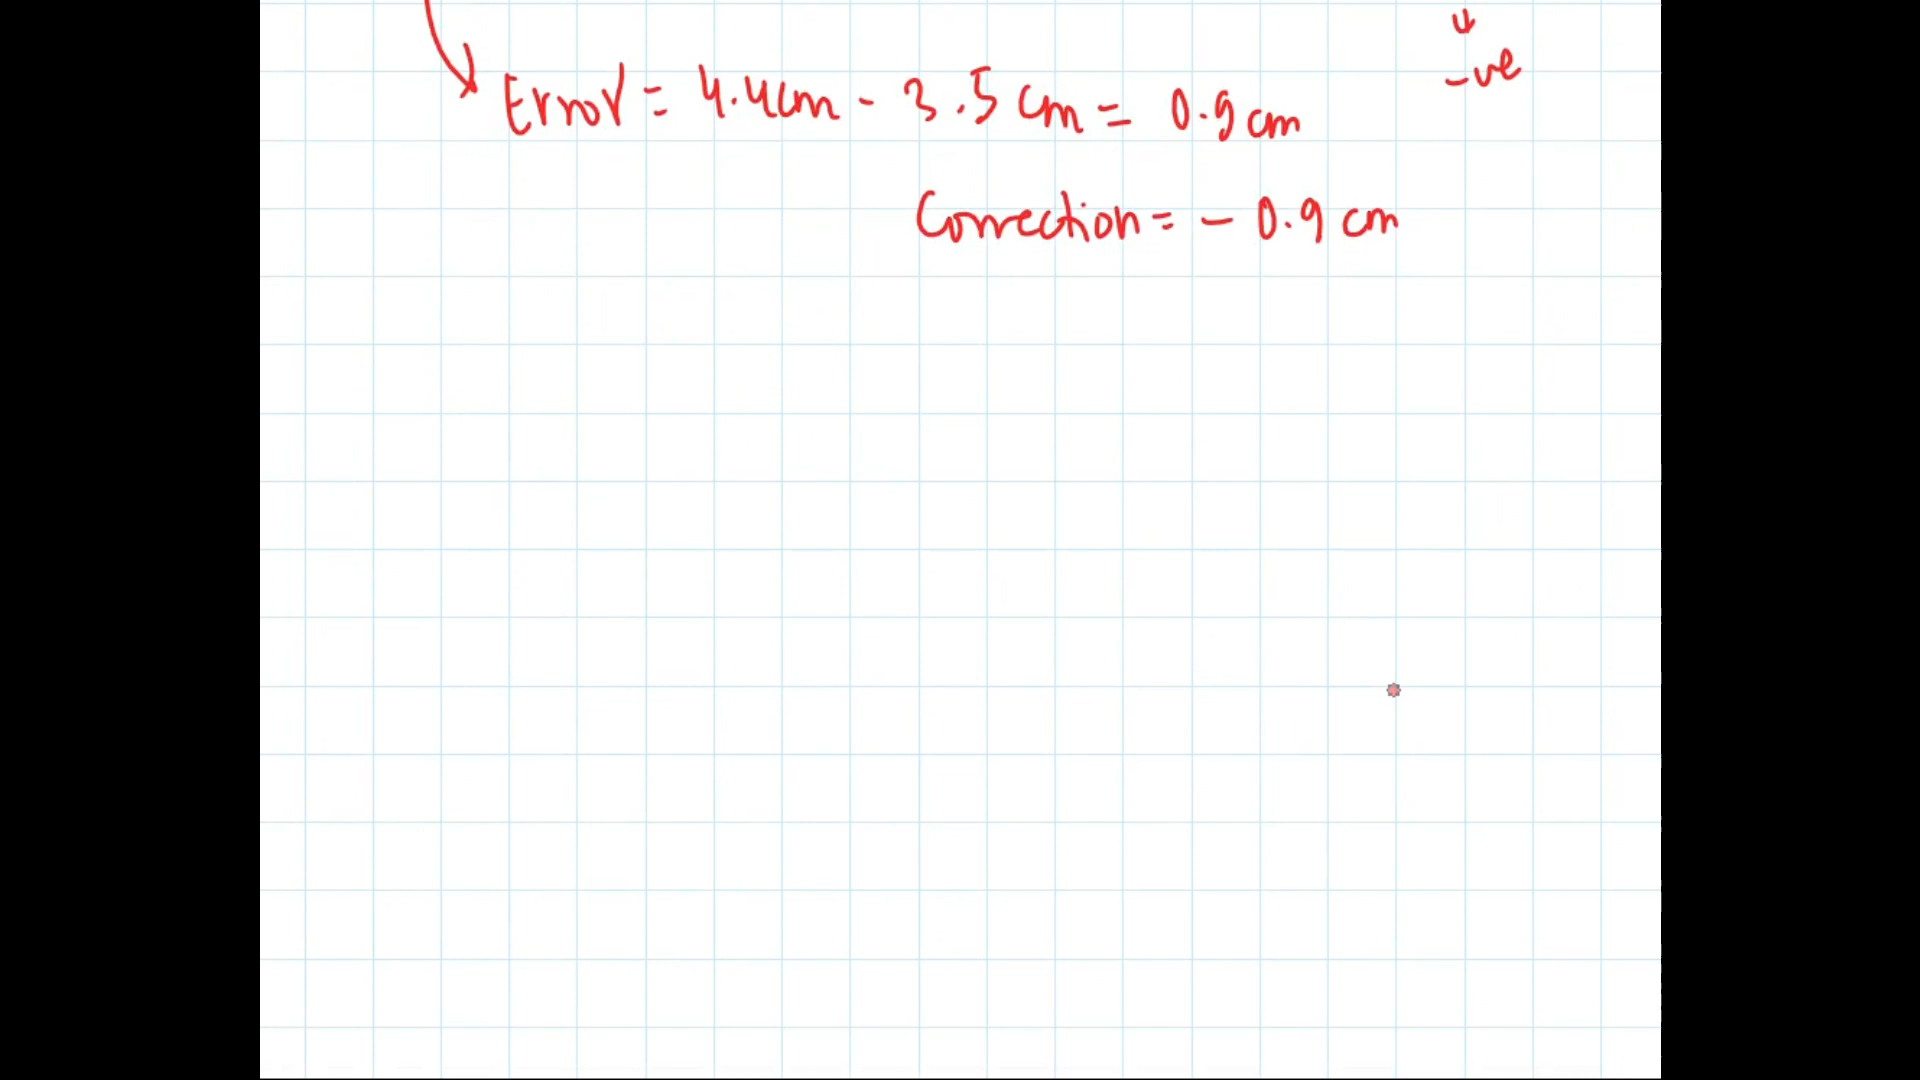 ↓
-ve
Error = 4.4cm - 3.5 cm = 0.9 cm
Correction = - 0.9 cm